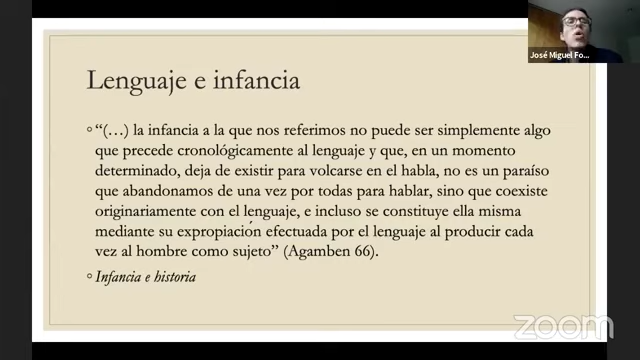 José Miguel Fo...
Lenguaje e infancia
“(…) la infancia a la que nos referimos no puede ser simplemente algo
que precede cronológicamente al lenguaje y que, en un momento
determinado, deja de existir para volcarse en el habla, no es un paraíso
que abandonamos de una vez por todas para hablar, sino que coexiste
originariamente con el lenguaje, e incluso se constituye ella misma
mediante su expropiación efectuada por el lenguaje al producir cada
vez al hombre como sujeto” (Agamben 66).
Infancia e historia
zoom